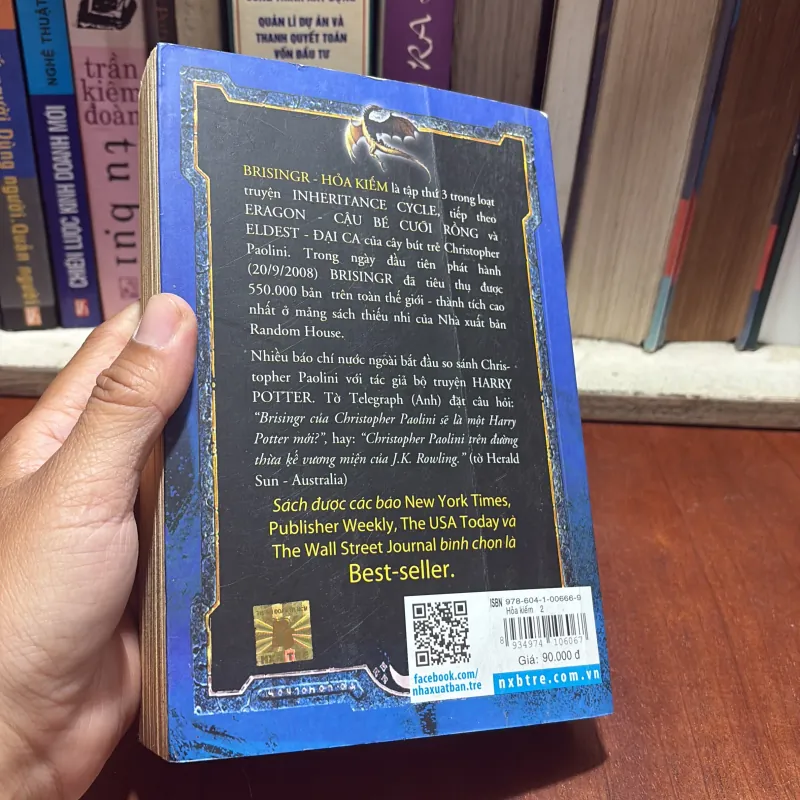 QUẢN LÍ DỰ ÁN VÀ
THANH QUYẾT TOÁN
VỐN ĐẦU TƯ
NGHỆ THUẬT
CHIẾN LƯỢC KINH DOANH MỚI
trần
kiêm
đoàn
tu bụi
RA
BRISINGR - HỎA KIẾM là tập thứ 3 trong loạt
truyện INHERITANCE CYCLE, tiếp theo
ERAGON - CẬU BÉ CƯỠI RỒNG và
ELDEST - ĐẠI CA của cây bút trẻ Christopher
Paolini. Trong ngày đầu tiên phát hành
(20/9/2008) BRISINGR đã tiêu thụ được
550.000 bản trên toàn thế giới - thành tích cao
nhất ở mảng sách thiếu nhi của Nhà xuất bản
Random House.
Nhiều báo chí nước ngoài bắt đầu so sánh Chris-
topher Paolini với tác giả bộ truyện HARRY
POTTER. Tờ Telegraph (Anh) đặt câu hỏi:
“Brisingr của Christopher Paolini sẽ là một Harry
Potter mới?”, hay: “Christopher Paolini trên đường
thừa kế vương miện của J.K. Rowling.” (tờ Herald
Sun - Australia)
Sách được các báo New York Times,
Publisher Weekly, The USA Today và
The Wall Street Journal bình chọn là
Best-seller.
facebook.com/
nhaxuatban.tre
ISBN 978-604-1-00666-9
Hỏa kiếm 2
8 934974 106067
Giá: 90.000 đ
nxbtre.com.vn